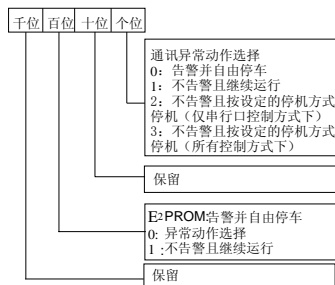 千位 百位 十位 个位
通讯异常动作选择
0：告警并自由停车
1：不告警且继续运行
2：不告警且按设定的停机方式
停机（仅串行口控制方式下）
3：不告警且按设定的停机方式
停机（所有控制方式下）
保留
E²PROM:告警并自由停车
0: 异常动作选择
1 :不告警且继续运行
保留